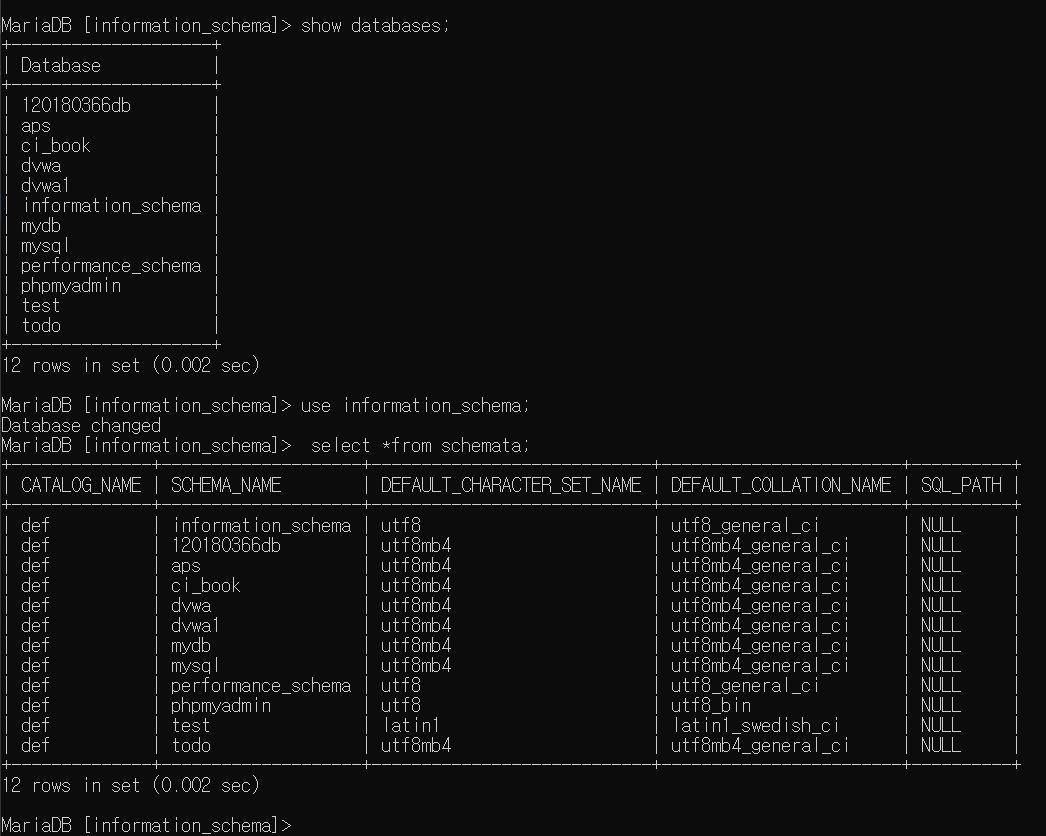 MariaDB [information_schema]> show databases;
+--------------------+
| Database           |
+--------------------+
| 120180366db        |
| aps                |
| ci_book            |
| dvwa               |
| dvwa1              |
| information_schema |
| mydb               |
| mysql              |
| performance_schema |
| phpmyadmin         |
| test               |
| todo               |
+--------------------+
12 rows in set (0.002 sec)
MariaDB [information_schema]> use information_schema;
Database changed
MariaDB [information_schema]>  select *from schemata;
+--------------+--------------------+----------------------------+------------------------+----------+
| CATALOG_NAME | SCHEMA_NAME        | DEFAULT_CHARACTER_SET_NAME | DEFAULT_COLLATION_NAME | SQL_PATH |
+--------------+--------------------+----------------------------+------------------------+----------+
| def          | information_schema | utf8                       | utf8_general_ci        | NULL     |
| def          | 120180366db        | utf8mb4                    | utf8mb4_general_ci     | NULL     |
| def          | aps                | utf8mb4                    | utf8mb4_general_ci     | NULL     |
| def          | ci_book            | utf8mb4                    | utf8mb4_general_ci     | NULL     |
| def          | dvwa               | utf8mb4                    | utf8mb4_general_ci     | NULL     |
| def          | dvwa1              | utf8mb4                    | utf8mb4_general_ci     | NULL     |
| def          | mydb               | utf8mb4                    | utf8mb4_general_ci     | NULL     |
| def          | mysql              | utf8mb4                    | utf8mb4_general_ci     | NULL     |
| def          | performance_schema | utf8                       | utf8_general_ci        | NULL     |
| def          | phpmyadmin         | utf8                       | utf8_bin               | NULL     |
| def          | test               | latin1                     | latin1_swedish_ci      | NULL     |
| def          | todo               | utf8mb4                    | utf8mb4_general_ci     | NULL     |
+--------------+--------------------+----------------------------+------------------------+----------+
12 rows in set (0.002 sec)
MariaDB [information_schema]>